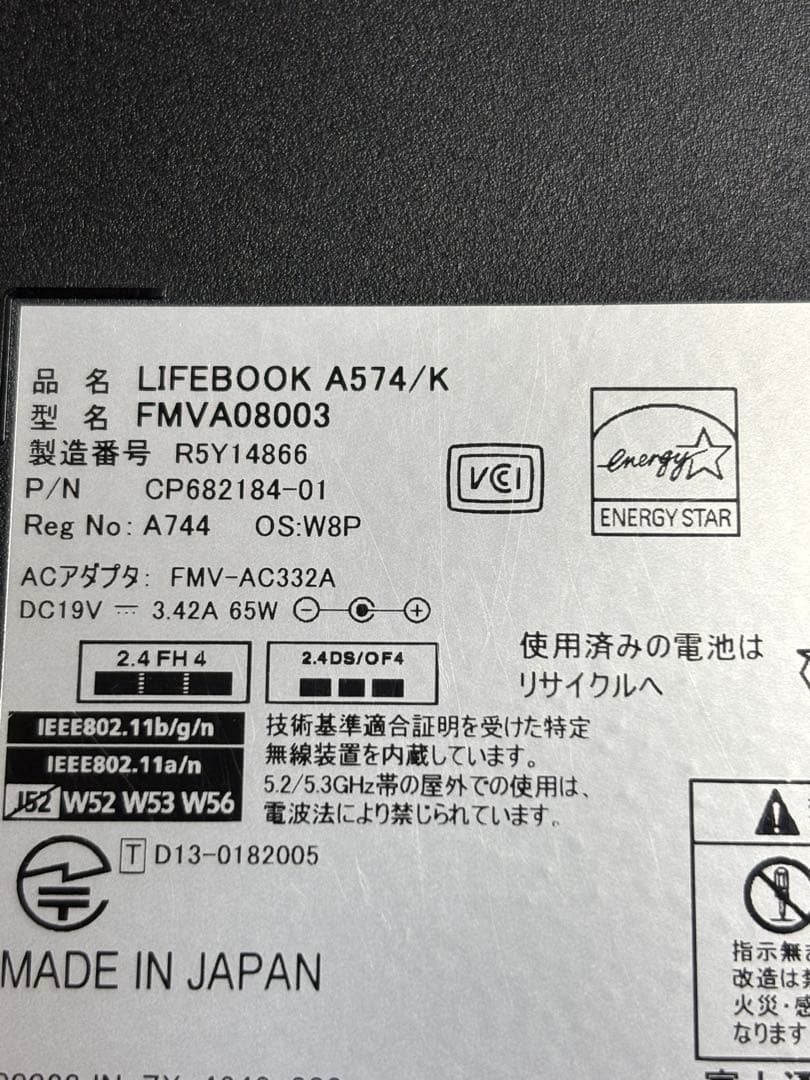 品 名 LIFEBOOK A574/K
型 名 FMVA08003
製造番号 R5Y14866
P/N CP682184-01
Reg No: A744 OS:W8P
VCI
energy
ENERGY STAR
ACアダプタ: FMV-AC332A
DC19V ⎓ 3.42A 65W
2.4 FH 4
2.4DS/OF4
使用済みの電池は
リサイクルへ
IEEE802.11b/g/n
IEEE802.11a/n
J52 W52 W53 W56
技術基準適合証明を受けた特定
無線装置を内蔵しています。
5.2/5.3GHz帯の屋外での使用は、
電波法により禁じられています。
T D13-0182005
MADE IN JAPAN
指示無
改造は
火災・感
なります